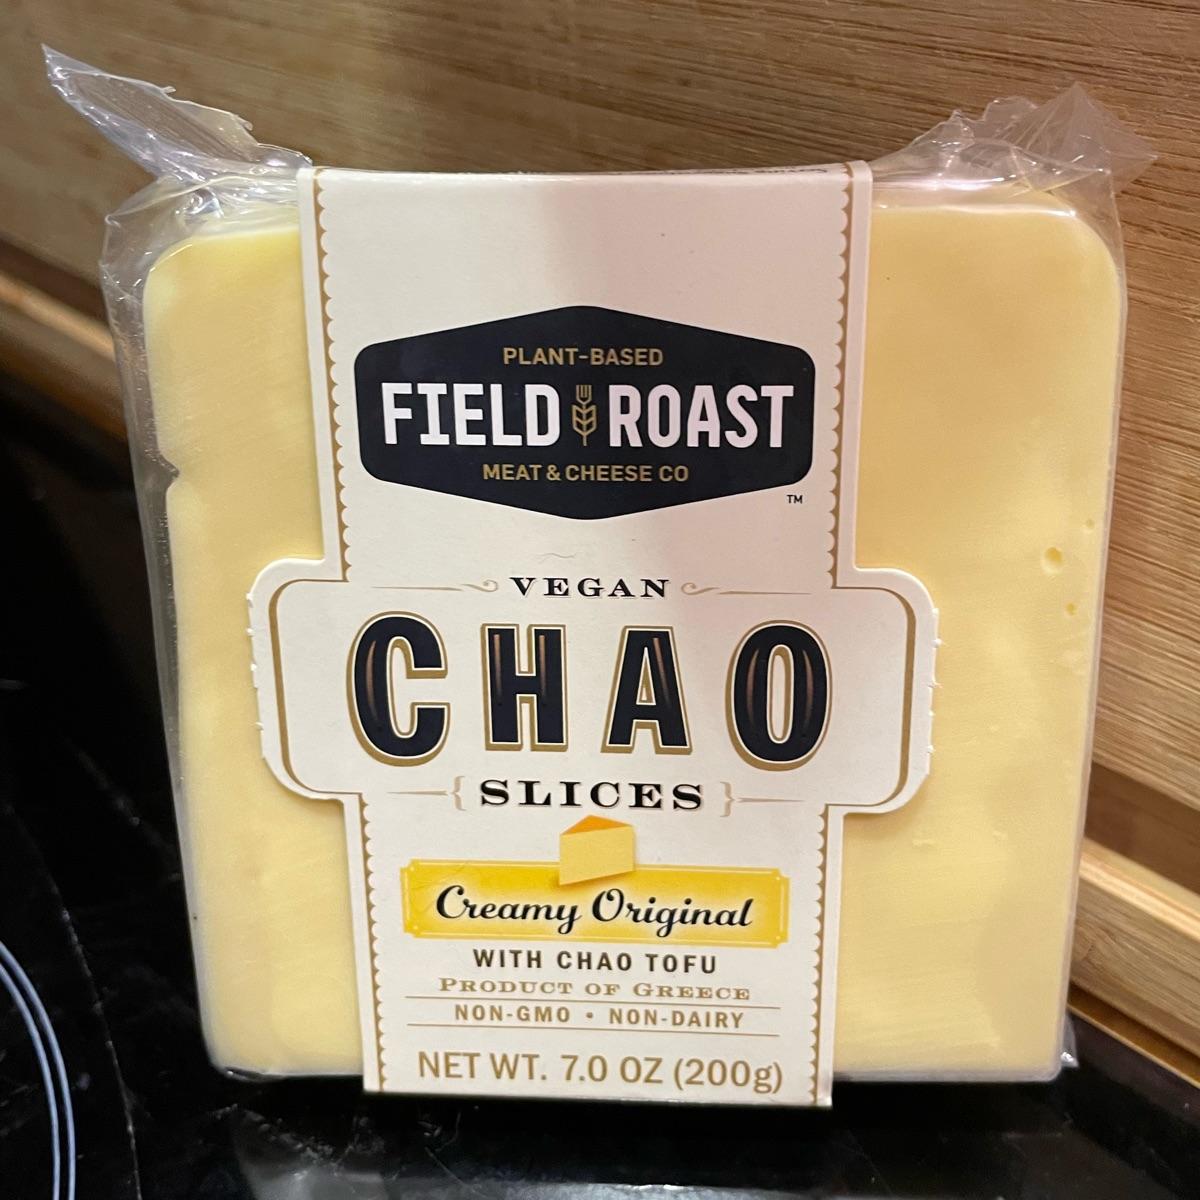 PLANT-BASED
FIELD ROAST
MEAT & CHEESE CO
™
VEGAN
CHAO
{SLICES}
Creamy Original
WITH CHAO TOFU
PRODUCT OF GREECE
NON-GMO • NON-DAIRY
NET WT. 7.0 OZ (200g)